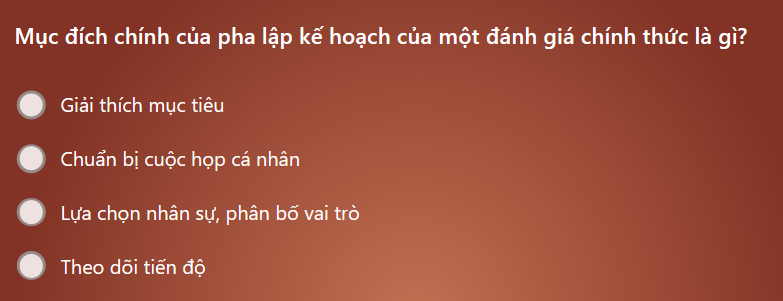 Mục đích chính của pha lập kế hoạch của một đánh giá chính thức là gì?
Giải thích mục tiêu
Chuẩn bị cuộc họp cá nhân
Lựa chọn nhân sự, phân bố vai trò
Theo dõi tiến độ